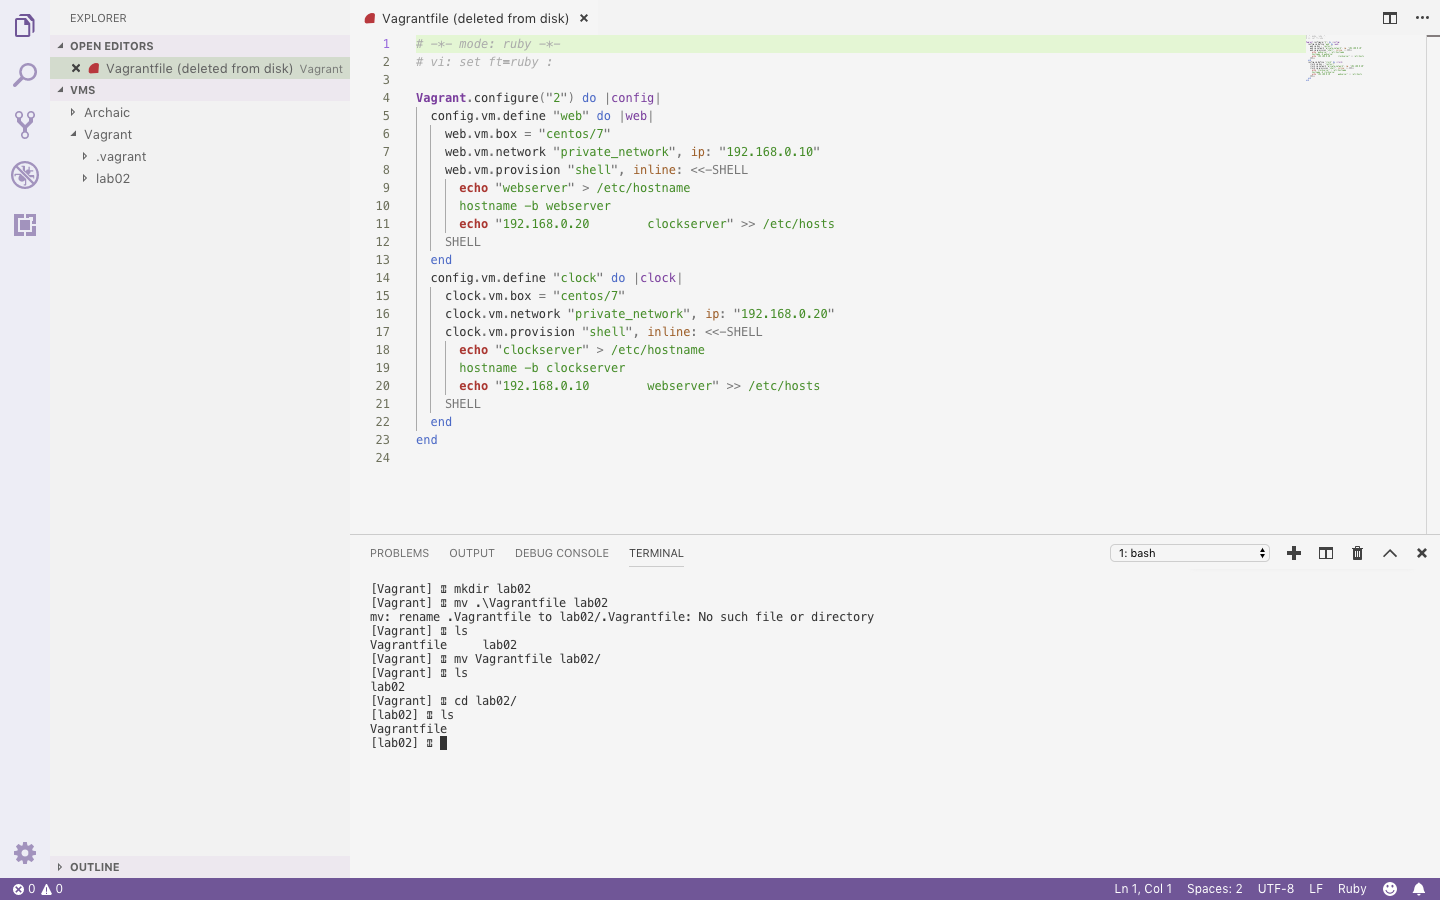 EXPLORER
OPEN EDITORS
Vagrantfile (deleted from disk) Vagrant
VMS
Archaic
Vagrant
.vagrant
lab02
OUTLINE
Vagrantfile (deleted from disk)
1 # -*- mode: ruby -*-
2 # vi: set ft=ruby :
3
4 Vagrant.configure("2") do |config|
5   config.vm.define "web" do |web|
6     web.vm.box = "centos/7"
7     web.vm.network "private_network", ip: "192.168.0.10"
8     web.vm.provision "shell", inline: <<-SHELL
9       echo "webserver" > /etc/hostname
10       hostname -b webserver
11       echo "192.168.0.20        clockserver" >> /etc/hosts
12     SHELL
13   end
14   config.vm.define "clock" do |clock|
15     clock.vm.box = "centos/7"
16     clock.vm.network "private_network", ip: "192.168.0.20"
17     clock.vm.provision "shell", inline: <<-SHELL
18       echo "clockserver" > /etc/hostname
19       hostname -b clockserver
20       echo "192.168.0.10        webserver" >> /etc/hosts
21     SHELL
22   end
23 end
24
PROBLEMS OUTPUT DEBUG CONSOLE TERMINAL 1: bash
[Vagrant] mkdir lab02
[Vagrant] mv .\Vagrantfile lab02
mv: rename .Vagrantfile to lab02/.Vagrantfile: No such file or directory
[Vagrant] ls
Vagrantfile     lab02
[Vagrant] mv Vagrantfile lab02/
[Vagrant] ls
lab02
[Vagrant] cd lab02/
[lab02] ls
Vagrantfile
[lab02]
0 0 Ln 1, Col 1 Spaces: 2 UTF-8 LF Ruby